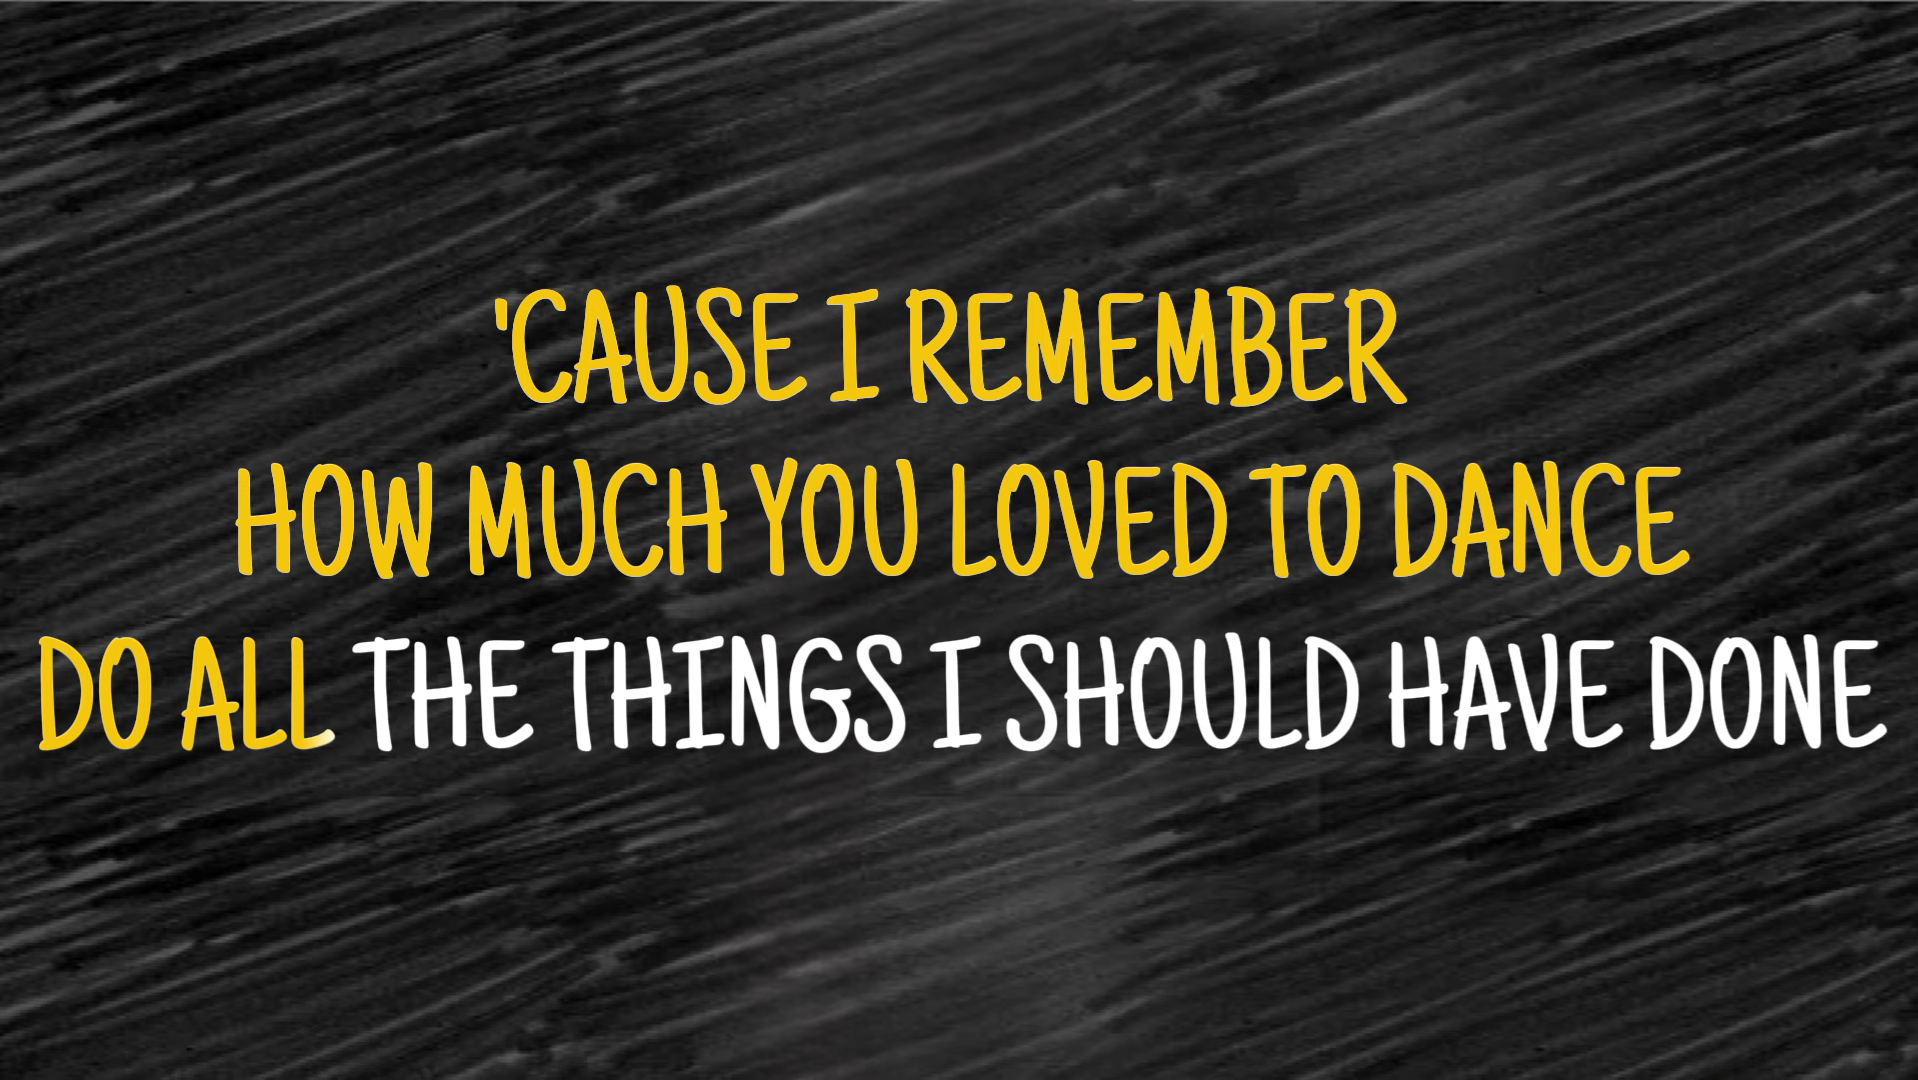 'CAUSE I REMEMBER
HOW MUCH YOU LOVED TO DANCE
DO ALL THE THINGS I SHOULD HAVE DONE